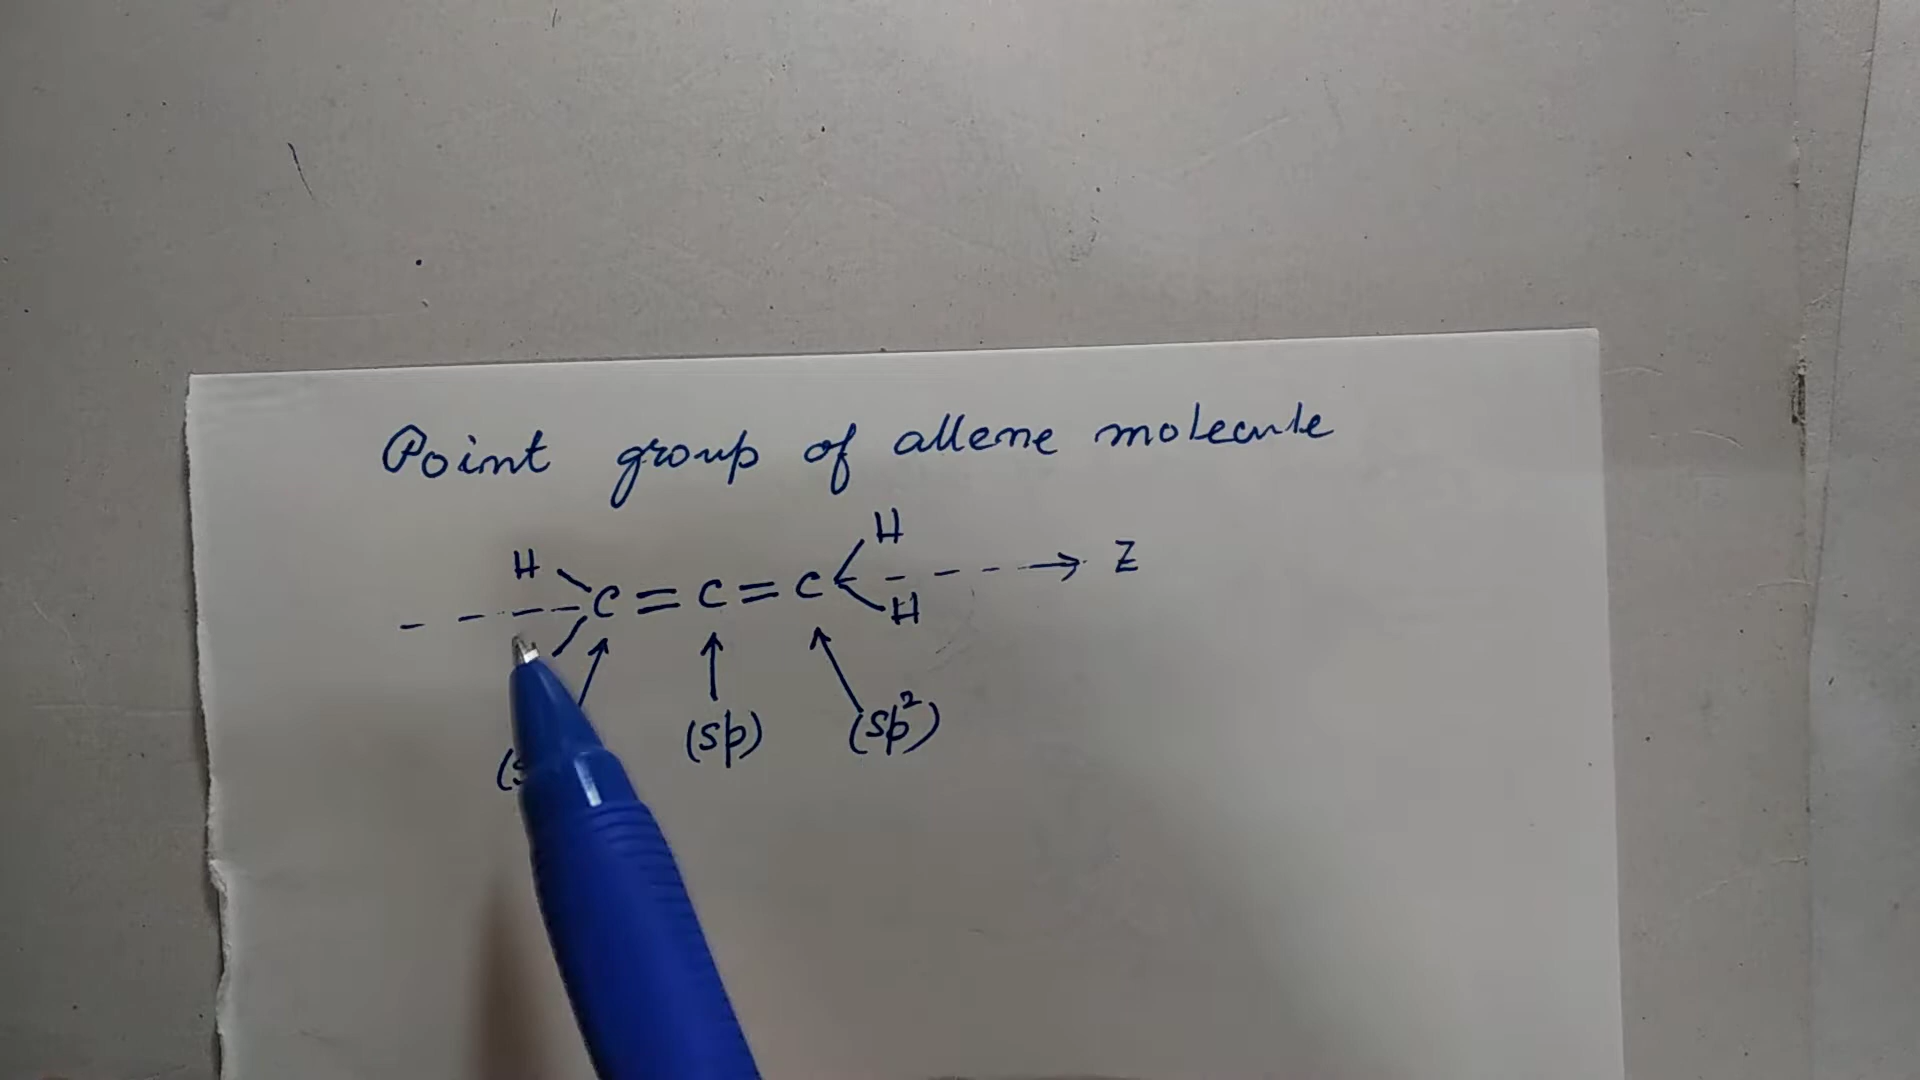 Point group of allene molecule
H
H
C = C = C
Z
H
(sp)
(sp²)